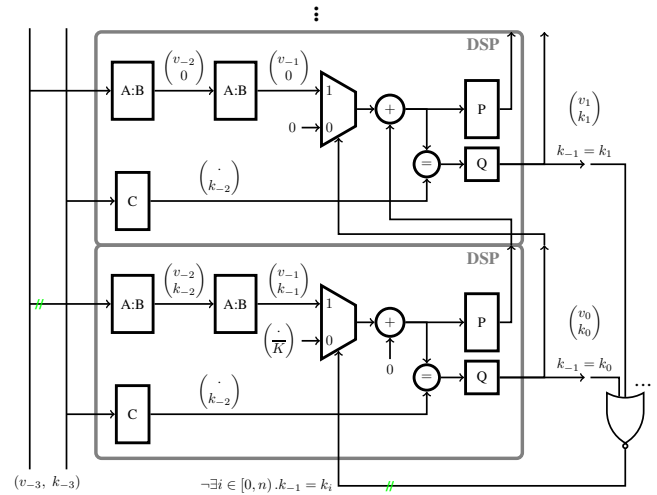 ⋮
DSP
(v₋₂ 0) (v₋₁ 0)
A:B A:B 1 + P
0 0
(v₁ k₁)
(· k₋₂) = Q k₋₁ = k₁
C
DSP
(v₋₂ k₋₂) (v₋₁ k₋₁)
A:B A:B 1 + P
(· K̅) 0
(v₀ k₀)
0
(· k₋₂) = Q k₋₁ = k₀
C ...
(v₋₃, k₋₃) ¬∃i ∈ [0, n) .k₋₁ = kᵢ